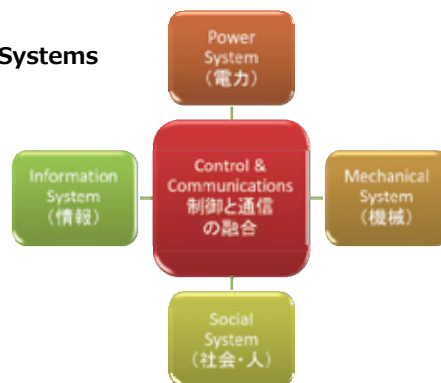 Systems
Power
System
（電力）
Information
System
（情報）
Control &
Communications
制御と通信
の融合
Mechanical
System
（機械）
Social
System
（社会・人）